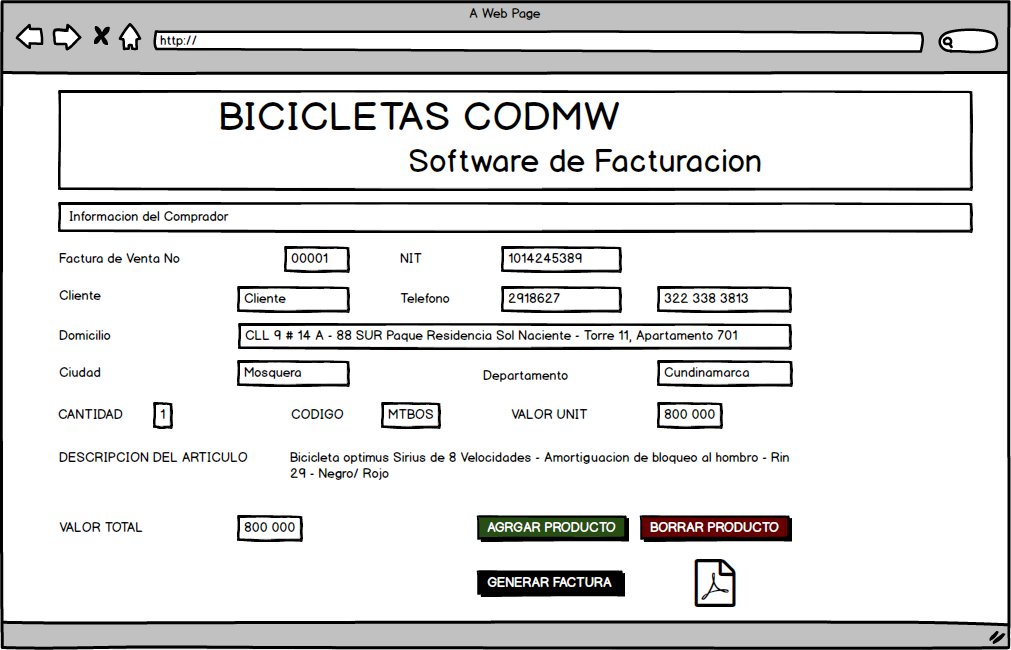 A Web Page
http://
BICICLETAS CODMW
Software de Facturacion
Informacion del Comprador
Factura de Venta No 00001 NIT 1014245389
Cliente Cliente Telefono 2918627 322 338 3813
Domicilio CLL 9 # 14 A - 88 SUR Paque Residencia Sol Naciente - Torre 11, Apartamento 701
Ciudad Mosquera Departamento Cundinamarca
CANTIDAD 1 CODIGO MTBOS VALOR UNIT 800 000
DESCRIPCION DEL ARTICULO Bicicleta optimus Sirius de 8 Velocidades - Amortiguacion de bloqueo al hombro - Rin
29 - Negro/ Rojo
VALOR TOTAL 800 000 AGRGAR PRODUCTO BORRAR PRODUCTO
GENERAR FACTURA